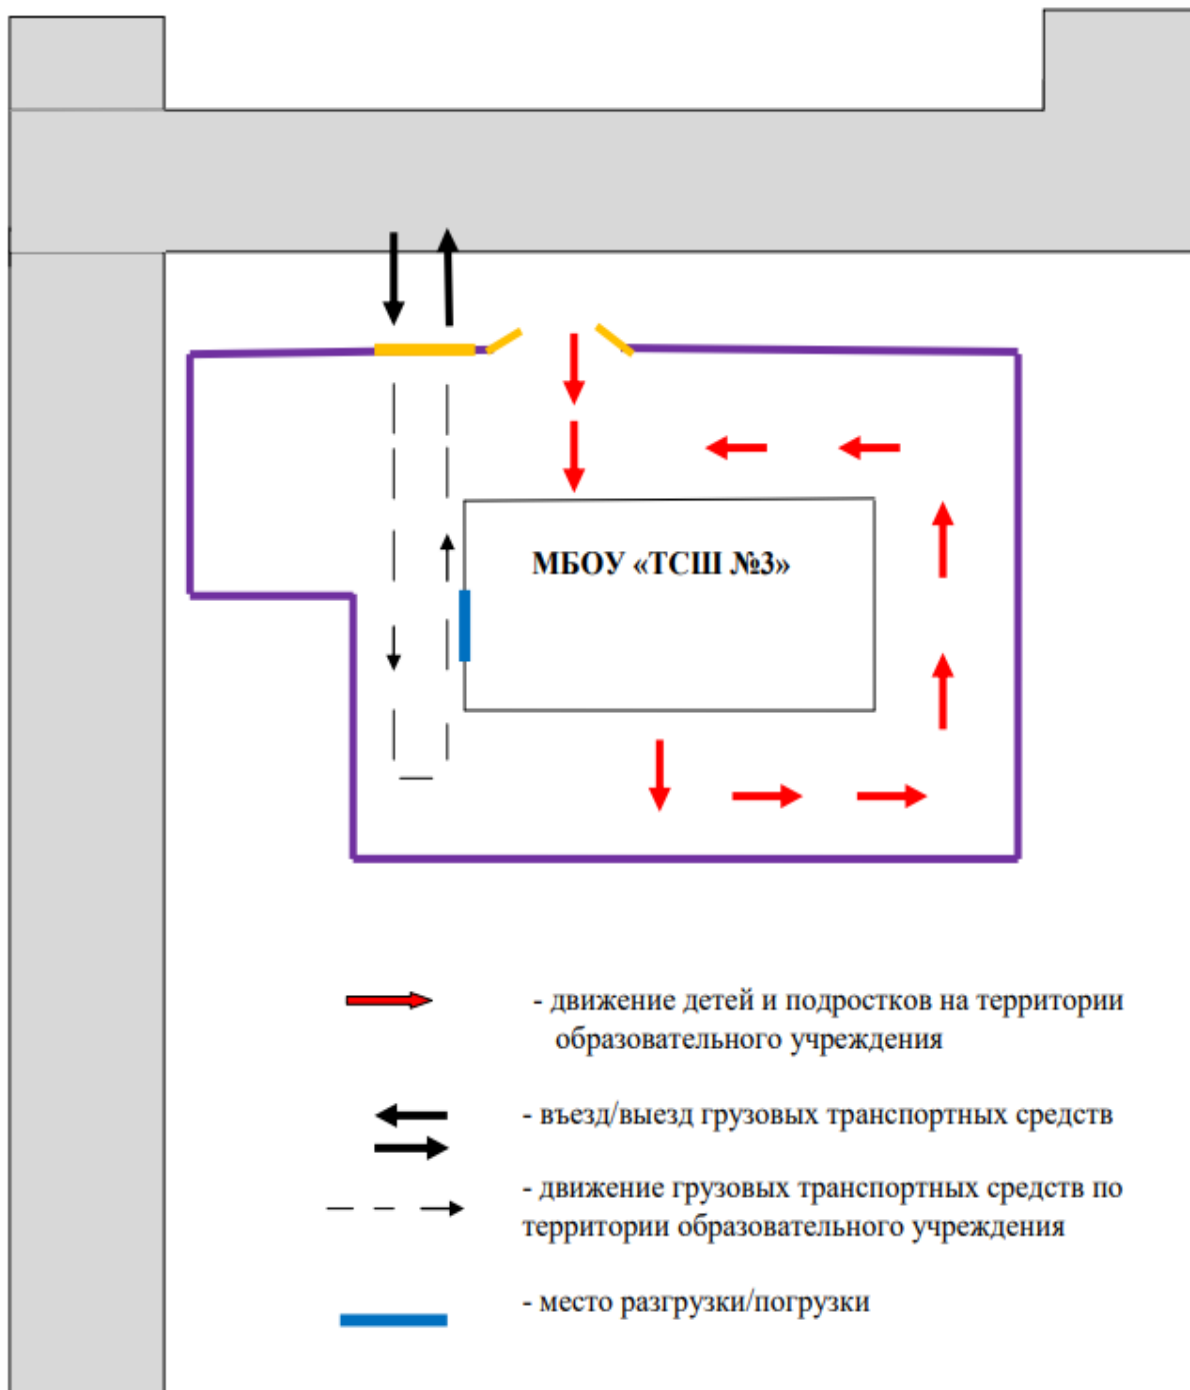 МБОУ «ТСШ №3»
- движение детей и подростков на территории
образовательного учреждения
- въезд/выезд грузовых транспортных средств
- движение грузовых транспортных средств по
территории образовательного учреждения
- место разгрузки/погрузки